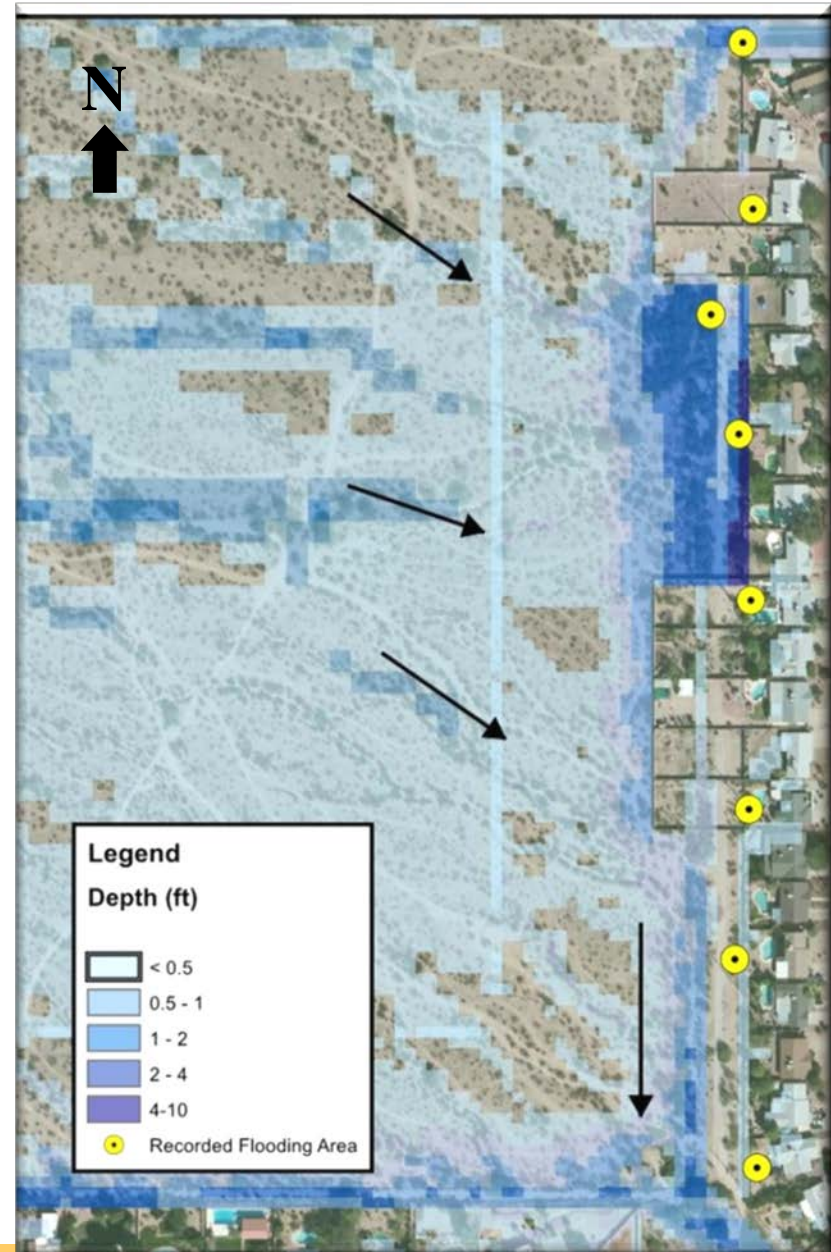 N
Legend
Depth (ft)
< 0.5
0.5 - 1
1 - 2
2 - 4
4-10
Recorded Flooding Area